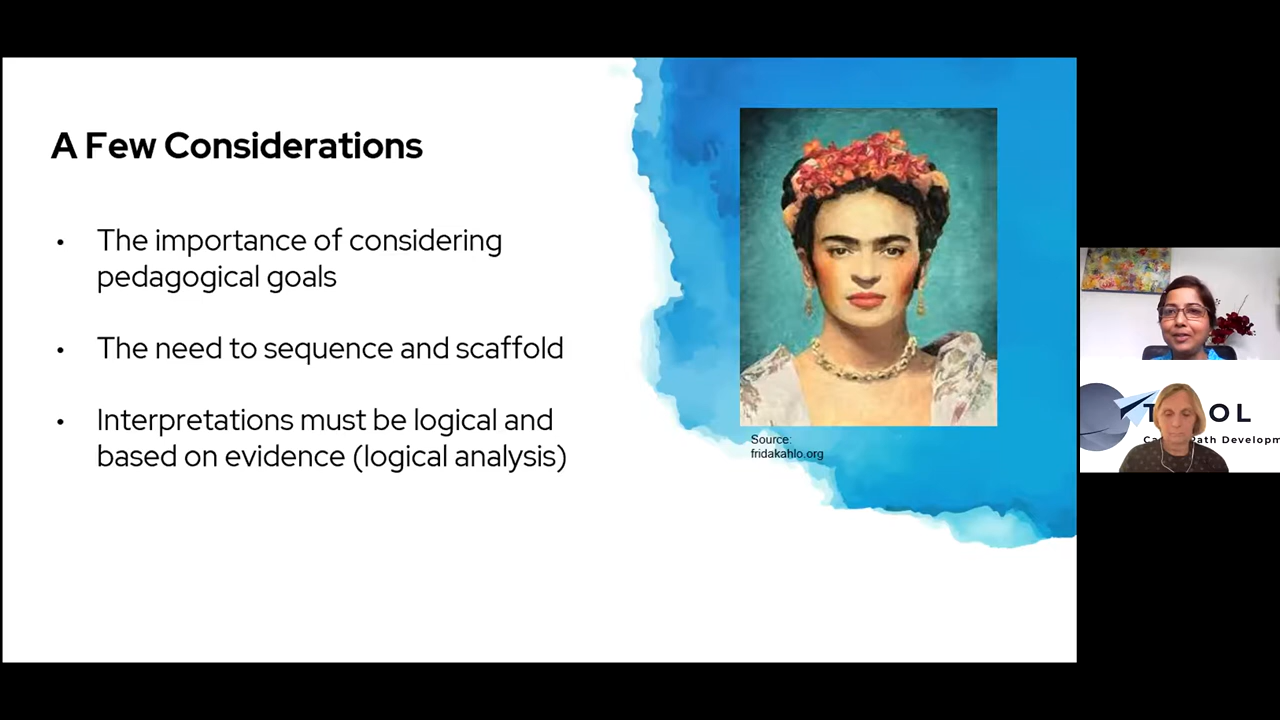 A Few Considerations
• The importance of considering
pedagogical goals
• The need to sequence and scaffold
• Interpretations must be logical and
based on evidence (logical analysis)
Source:
fridakahlo.org